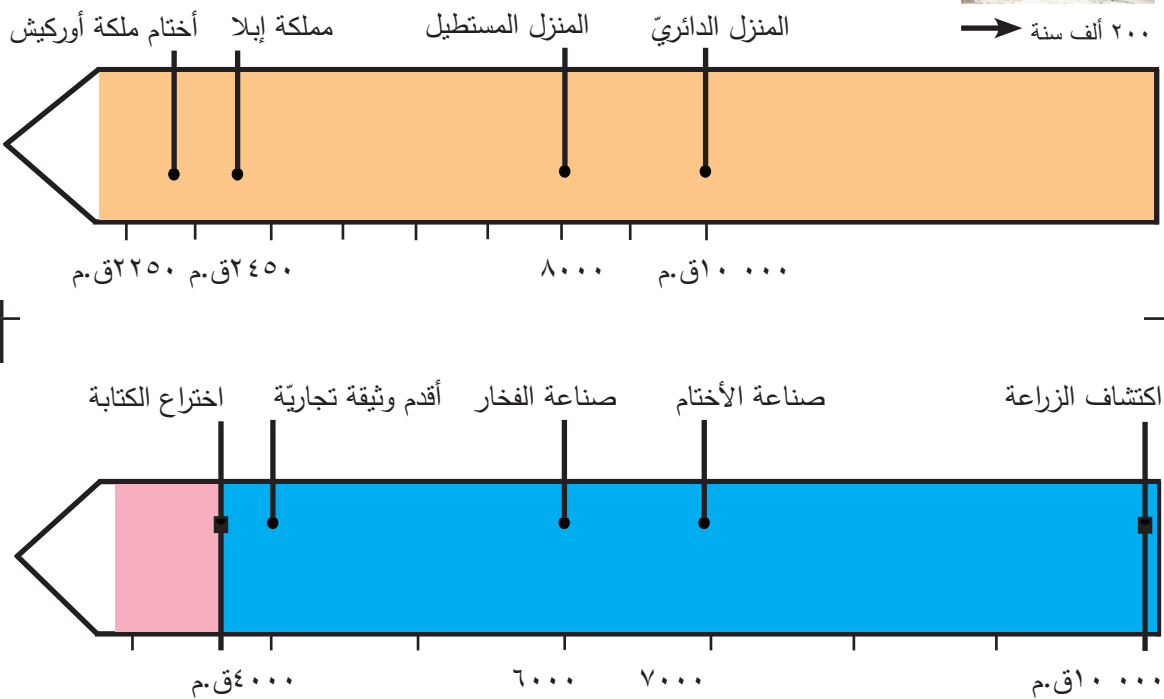 ٢٠٠ ألف سنة
المنزل الدائريّ المنزل المستطيل مملكة إبلا أختام ملكة أوركيش
١٠ ٠٠٠ق.م ٨٠٠٠ ٢٤٥٠ق.م ٢٢٥٠ق.م
اكتشاف الزراعة صناعة الأختام صناعة الفخار أقدم وثيقة تجاريّة اختراع الكتابة
١٠ ٠٠٠ق.م ٧٠٠٠ ٦٠٠٠ ٤٠٠٠ق.م